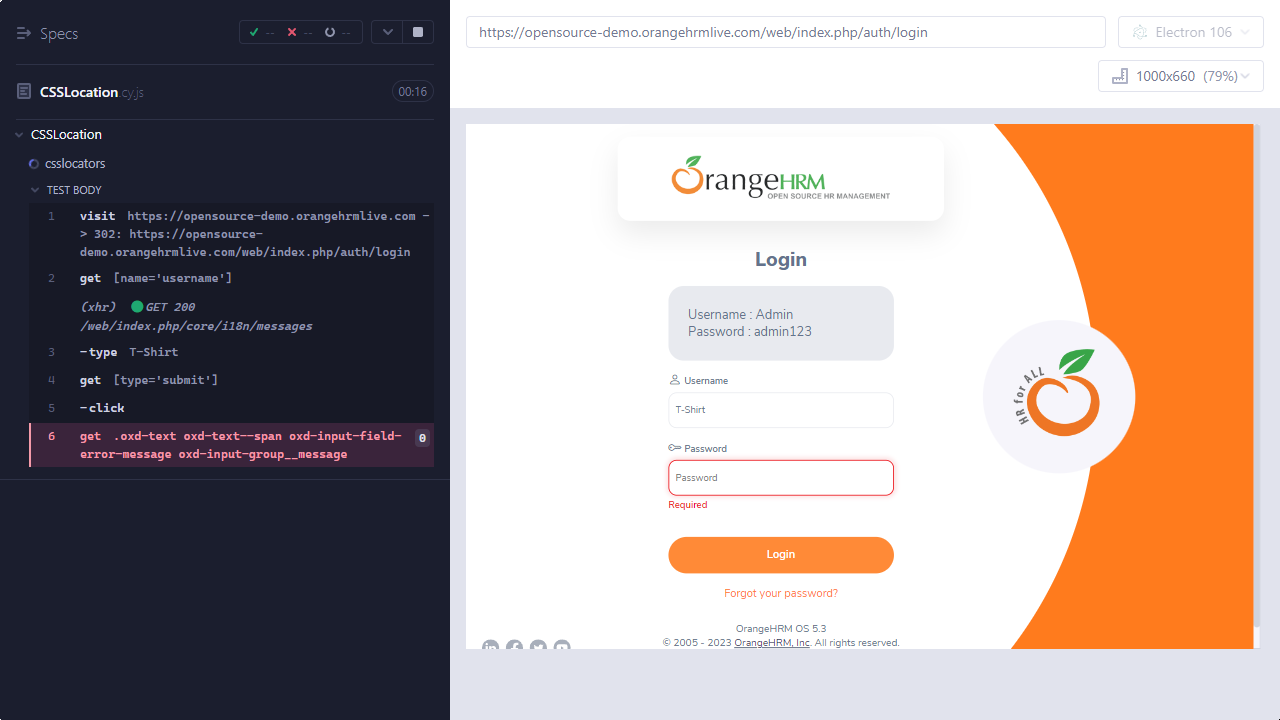 Specs
-- -- --
CSSLocation.cy.js
00:16
CSSLocation
csslocators
TEST BODY
1 visit https://opensource-demo.orangehrmlive.com -
> 302: https://opensource-
demo.orangehrmlive.com/web/index.php/auth/login
2 get [name='username']
(xhr) GET 200
/web/index.php/core/i18n/messages
3 -type T-Shirt
4 get [type='submit']
5 -click
6 get .oxd-text oxd-text--span oxd-input-field- 0
error-message oxd-input-group__message
https://opensource-demo.orangehrmlive.com/web/index.php/auth/login
Electron 106
1000x660 (79%)
OrangeHRM
OPEN SOURCE HR MANAGEMENT
Login
Username : Admin
Password : admin123
Username
T-Shirt
Password
Password
Required
Login
Forgot your password?
OrangeHRM OS 5.3
© 2005 - 2023 OrangeHRM, Inc. All rights reserved.
HR for ALL